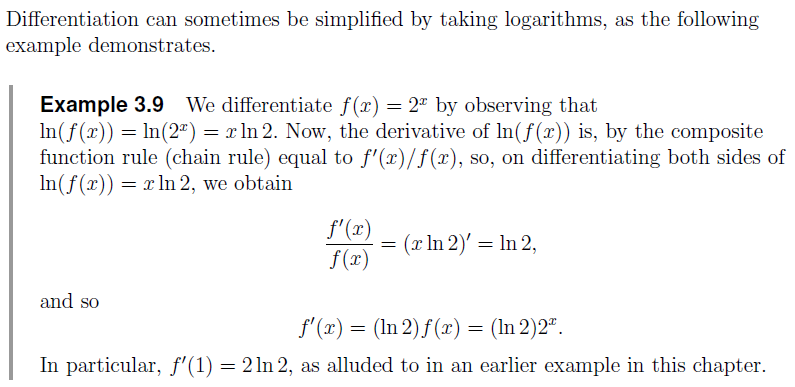 Differentiation can sometimes be simplified by taking logarithms, as the following
example demonstrates.
Example 3.9 We differentiate f(x) = 2ˣ by observing that
ln(f(x)) = ln(2ˣ) = x ln 2. Now, the derivative of ln(f(x)) is, by the composite
function rule (chain rule) equal to f′(x)/f(x), so, on differentiating both sides of
ln(f(x)) = x ln 2, we obtain
f′(x)/f(x) = (x ln 2)′ = ln 2,
and so
f′(x) = (ln 2)f(x) = (ln 2)2ˣ.
In particular, f′(1) = 2 ln 2, as alluded to in an earlier example in this chapter.